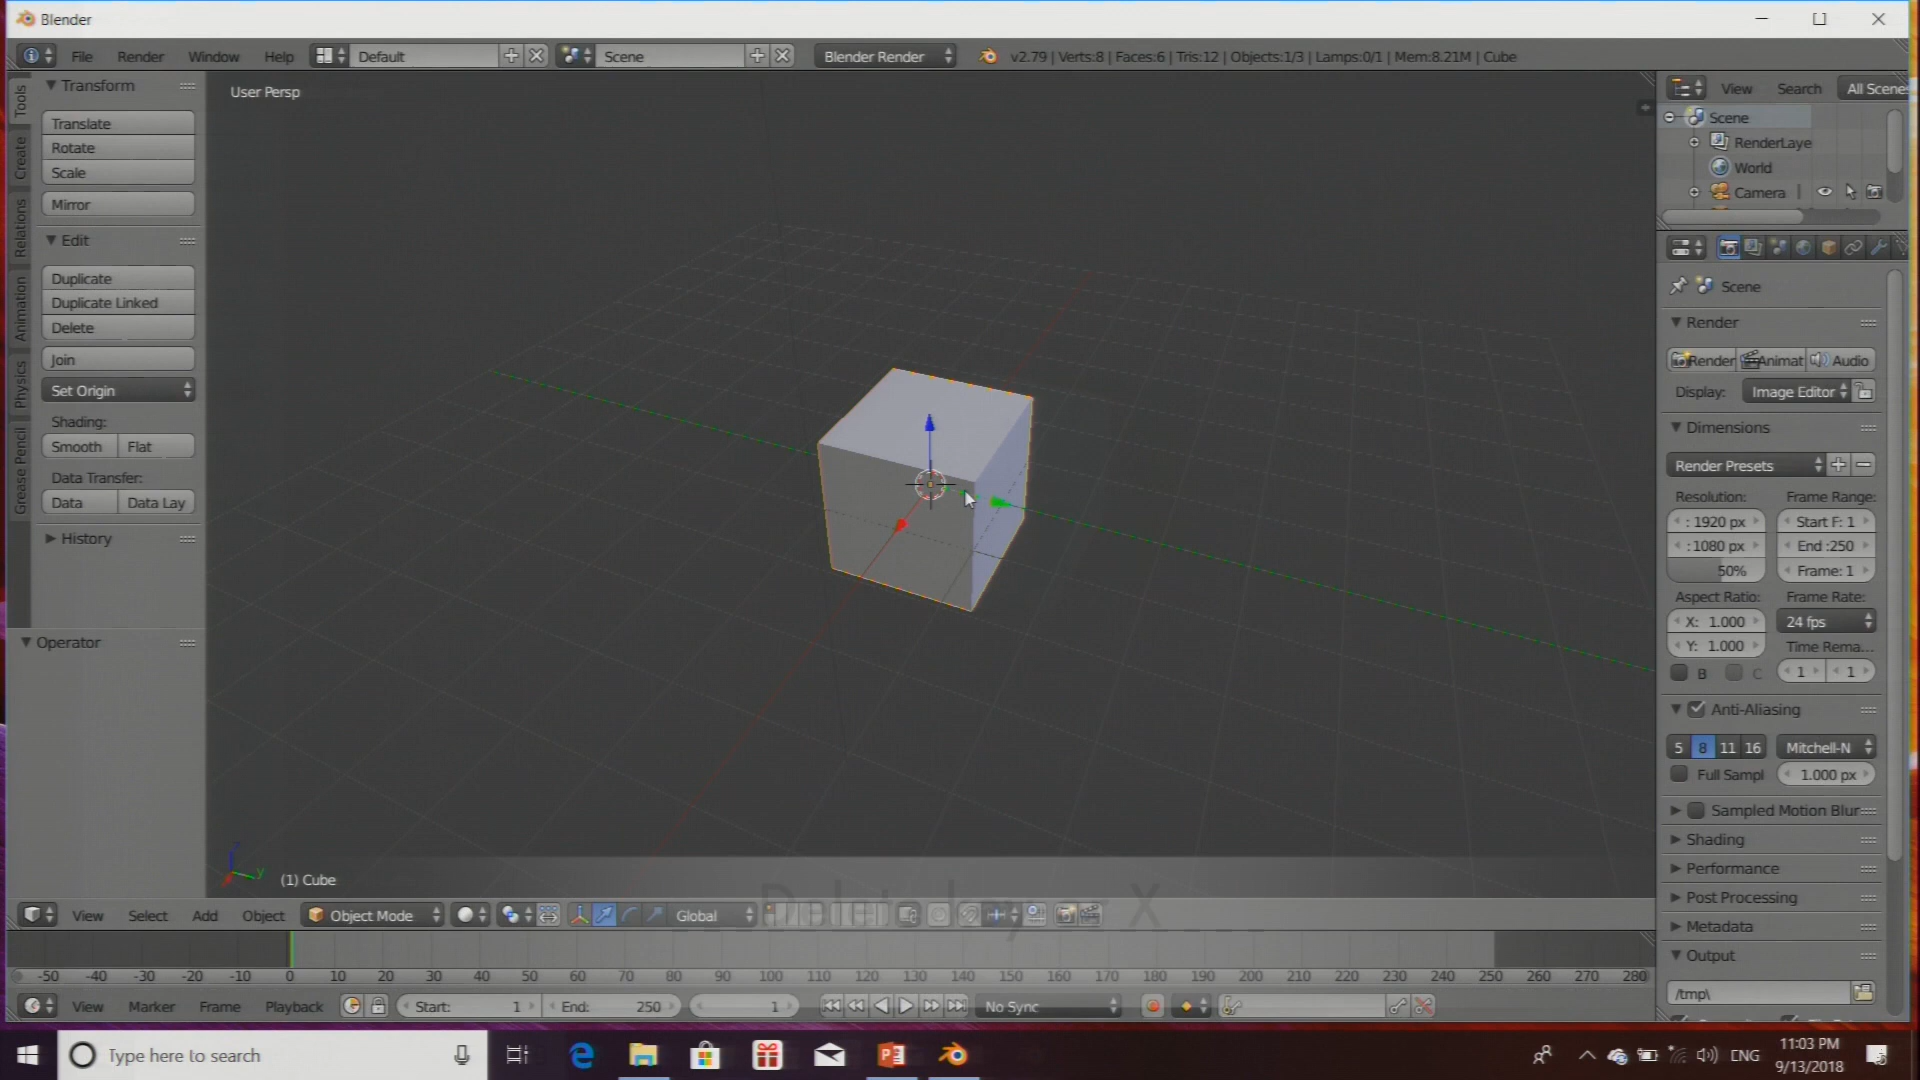 Blender
File Render Window Help Default Scene Blender Render v2.79 | Verts:8 | Faces:6 | Tris:12 | Objects:1/3 | Lamps:0/1 | Mem:8.21M | Cube
Tools
Create
Relations
Animation
Physics
Grease Pencil
Transform
Translate
Rotate
Scale
Mirror
Edit
Duplicate
Duplicate Linked
Delete
Join
Set Origin
Shading:
Smooth Flat
Data Transfer:
Data Data Lay
History
Operator
User Persp
(1) Cube
View Search All Scenes
Scene
RenderLaye
World
Camera
Scene
Render
Render Animat Audio
Display: Image Editor
Dimensions
Render Presets
Resolution: Frame Range:
: 1920 px Start F: 1
: 1080 px End :250
50% Frame: 1
Aspect Ratio: Frame Rate:
X: 1.000 24 fps
Y: 1.000 Time Rema...
B C 1 1
Anti-Aliasing
5 8 11 16 Mitchell-N
Full Sampl 1.000 px
Sampled Motion Blur
Shading
Performance
Post Processing
Metadata
Output
/tmp\
Delete key - X
View Select Add Object Object Mode Global
-50 -40 -30 -20 -10 0 10 20 30 40 50 60 70 80 90 100 110 120 130 140 150 160 170 180 190 200 210 220 230 240 250 260 270 280
View Marker Frame Playback Start: 1 End: 250 1 No Sync
Type here to search
ENG
11:03 PM
9/13/2018